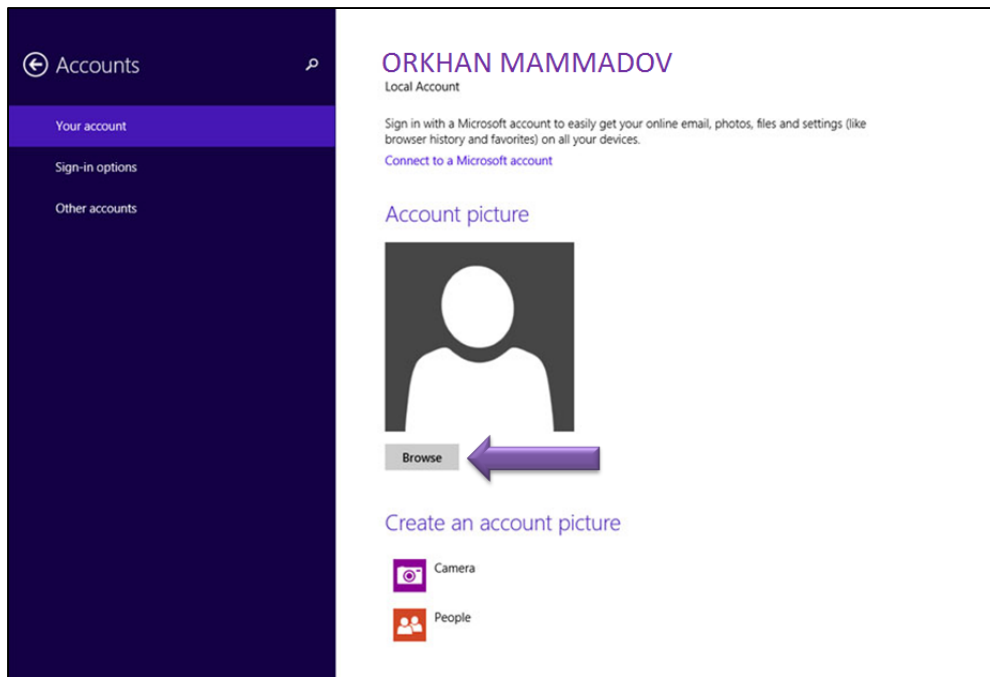 Accounts
Your account
Sign-in options
Other accounts
ORKHAN MAMMADOV
Local Account
Sign in with a Microsoft account to easily get your online email, photos, files and settings (like
browser history and favorites) on all your devices.
Connect to a Microsoft account
Account picture
Browse
Create an account picture
Camera
People